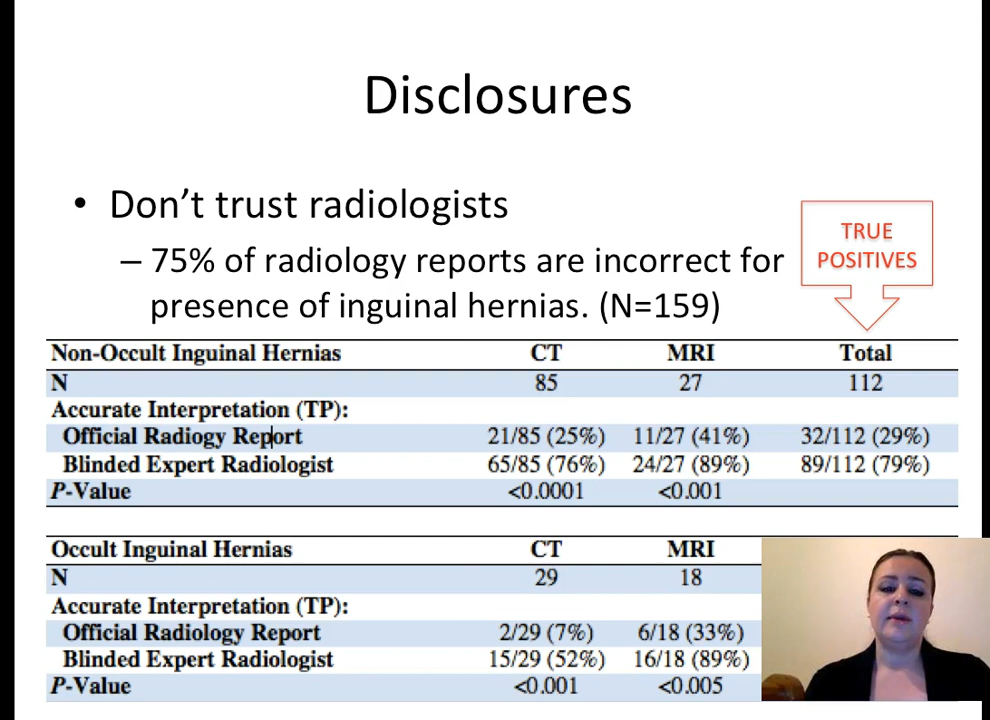 Disclosures
• Don't trust radiologists
– 75% of radiology reports are incorrect for
presence of inguinal hernias. (N=159)
TRUE
POSITIVES
Non-Occult Inguinal Hernias CT MRI Total
N 85 27 112
Accurate Interpretation (TP):
Official Radiogy Report 21/85 (25%) 11/27 (41%) 32/112 (29%)
Blinded Expert Radiologist 65/85 (76%) 24/27 (89%) 89/112 (79%)
P-Value <0.0001 <0.001
Occult Inguinal Hernias CT MRI
N 29 18
Accurate Interpretation (TP):
Official Radiology Report 2/29 (7%) 6/18 (33%)
Blinded Expert Radiologist 15/29 (52%) 16/18 (89%)
P-Value <0.001 <0.005